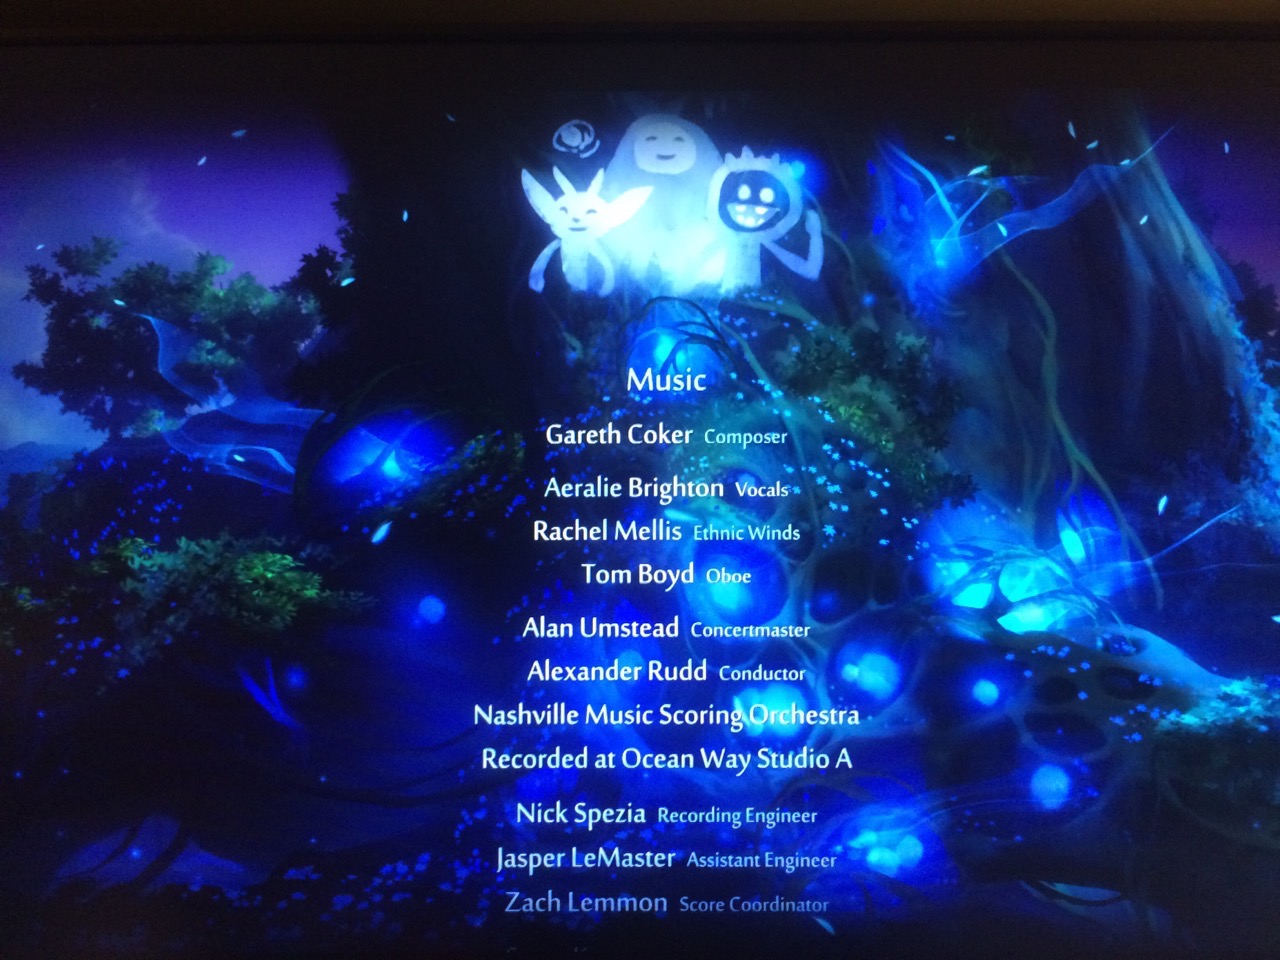 Music
Gareth Coker Composer
Aeralie Brighton Vocals
Rachel Mellis Ethnic Winds
Tom Boyd Oboe
Alan Umstead Concertmaster
Alexander Rudd Conductor
Nashville Music Scoring Orchestra
Recorded at Ocean Way Studio A
Nick Spezia Recording Engineer
Jasper LeMaster Assistant Engineer
Zach Lemmon Score Coordinator